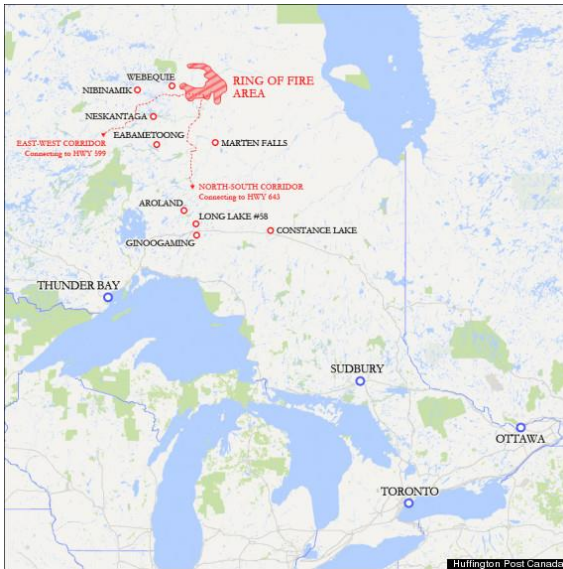 WEBEQUIE
RING OF FIRE
AREA
NIBINAMIK
NESKANTAGA
EABAMETOONG
EAST-WEST CORRIDOR
Connecting to HWY 599
MARTEN FALLS
NORTH-SOUTH CORRIDOR
Connecting to HWY 643
AROLAND
LONG LAKE #58
CONSTANCE LAKE
GINOOGAMING
THUNDER BAY
SUDBURY
OTTAWA
TORONTO
Huffington Post Canada